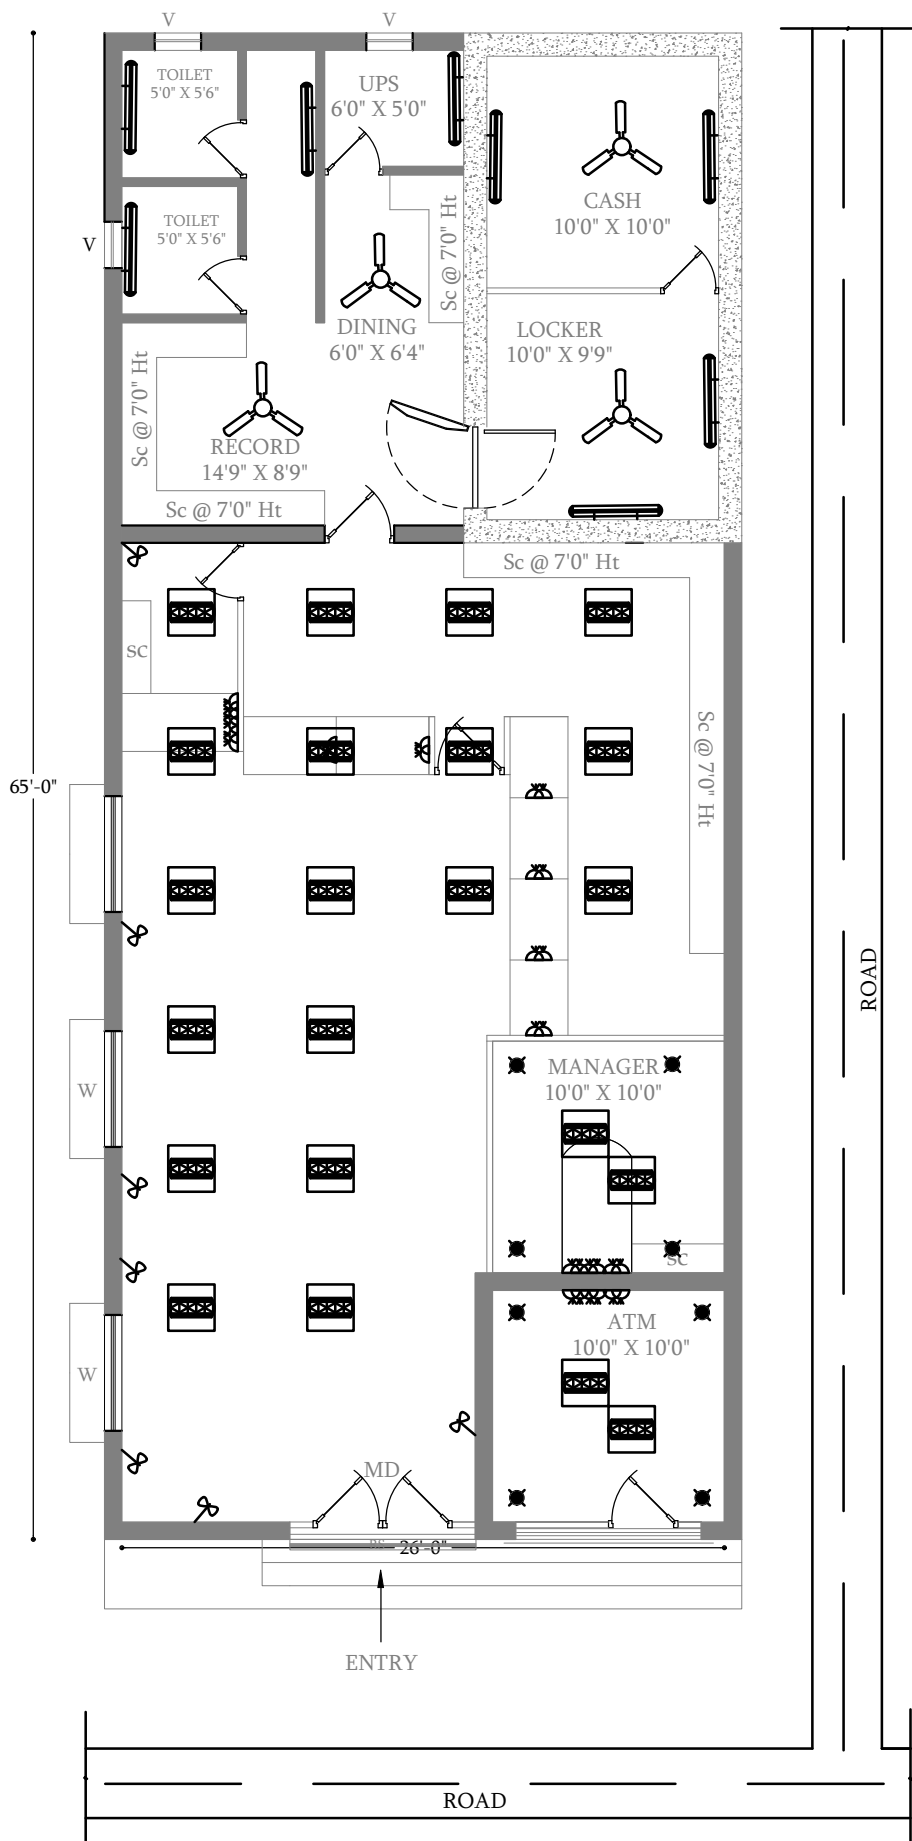 V
V
TOILET
5'0" X 5'6"
UPS
6'0" X 5'0"
CASH
10'0" X 10'0"
TOILET
5'0" X 5'6"
V
Sc @ 7'0" Ht
DINING
6'0" X 6'4"
LOCKER
10'0" X 9'9"
Sc @ 7'0" Ht
RECORD
14'9" X 8'9"
Sc @ 7'0" Ht
Sc @ 7'0" Ht
SC
Sc @ 7'0" Ht
65'-0"
ROAD
MANAGER
10'0" X 10'0"
W
SC
ATM
10'0" X 10'0"
W
MD
26'-0"
ENTRY
ROAD